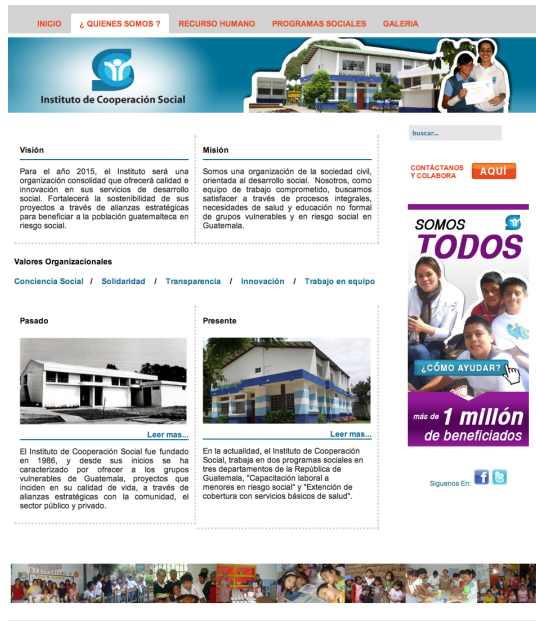 INICIO ¿ QUIENES SOMOS ? RECURSO HUMANO PROGRAMAS SOCIALES GALERIA
Instituto de Cooperación Social
buscar...
CONTÁCTANOS
Y COLABORA
AQUÍ
Visión
Para el año 2015, el Instituto será una
organización consolidad que ofrecerá calidad e
innovación en sus servicios de desarrollo
social. Fortalecerá la sostenibilidad de sus
proyectos a través de alianzas estratégicas
para beneficiar a la población guatemalteca en
riesgo social.
Misión
Somos una organización de la sociedad civil,
orientada al desarrollo social. Nosotros, como
equipo de trabajo comprometido, buscamos
satisfacer a través de procesos integrales,
necesidades de salud y educación no formal
de grupos vulnerables y en riesgo social en
Guatemala.
Valores Organizacionales
Conciencia Social / Solidaridad / Transparencia / Innovación / Trabajo en equipo
Pasado
Leer mas...
El Instituto de Cooperación Social fue fundado
en 1986, y desde sus inicios se ha
caracterizado por ofrecer a los grupos
vulnerables de Guatemala, proyectos que
inciden en su calidad de vida, a través de
alianzas estratégicas con la comunidad, el
sector público y privado.
Presente
Leer mas...
En la actualidad, el Instituto de Cooperación
Social, trabaja en dos programas sociales en
tres departamentos de la República de
Guatemala, "Capacitación laboral a
menores en riesgo social" y "Extención de
cobertura con servicios básicos de salud".
SOMOS
TODOS
¿CÓMO AYUDAR?
más de 1 millón
de beneficiados
Siguenos En: